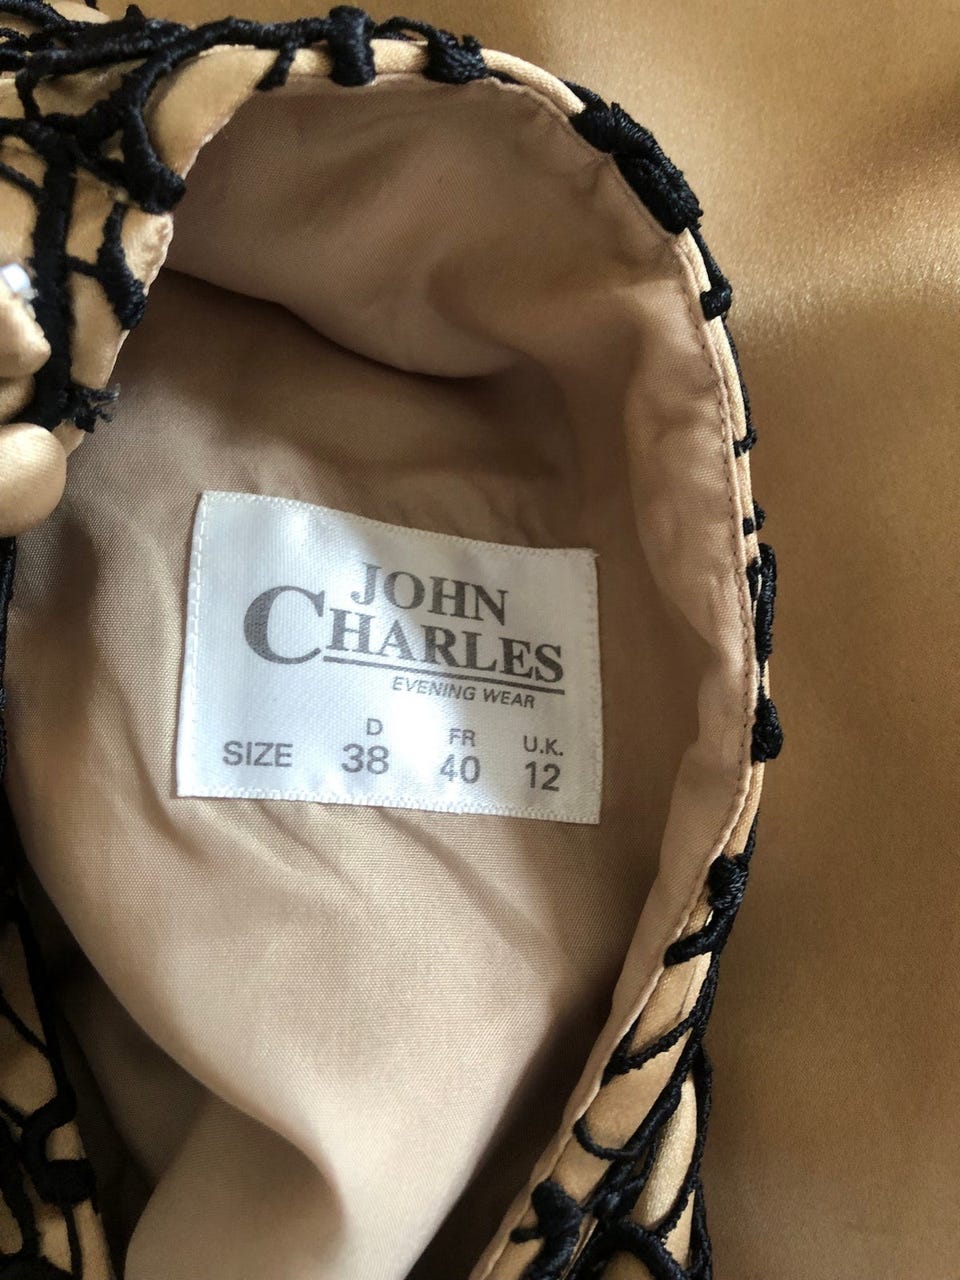 JOHN
CHARLES
EVENING WEAR
D FR U.K.
SIZE 38 40 12